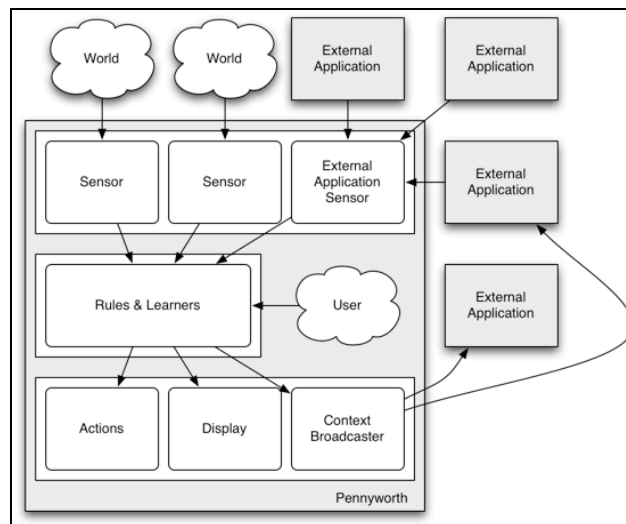 World
World
External
Application
External
Application
Sensor
Sensor
External
Application
Sensor
External
Application
Rules & Learners
User
External
Application
Actions
Display
Context
Broadcaster
Pennyworth